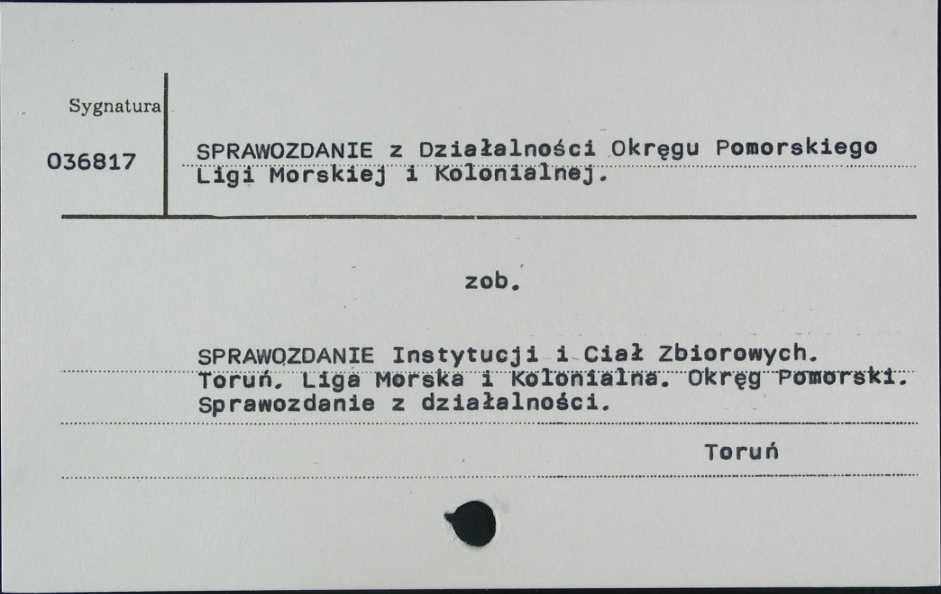 Sygnatura
036817
SPRAWOZDANIE z Działalności Okręgu Pomorskiego
Ligi Morskiej i Kolonialnej.
zob.
SPRAWOZDANIE Instytucji i Ciał Zbiorowych.
Toruń. Liga Morska i Kolonialna. Okręg Pomorski.
Sprawozdanie z działalności.
Toruń